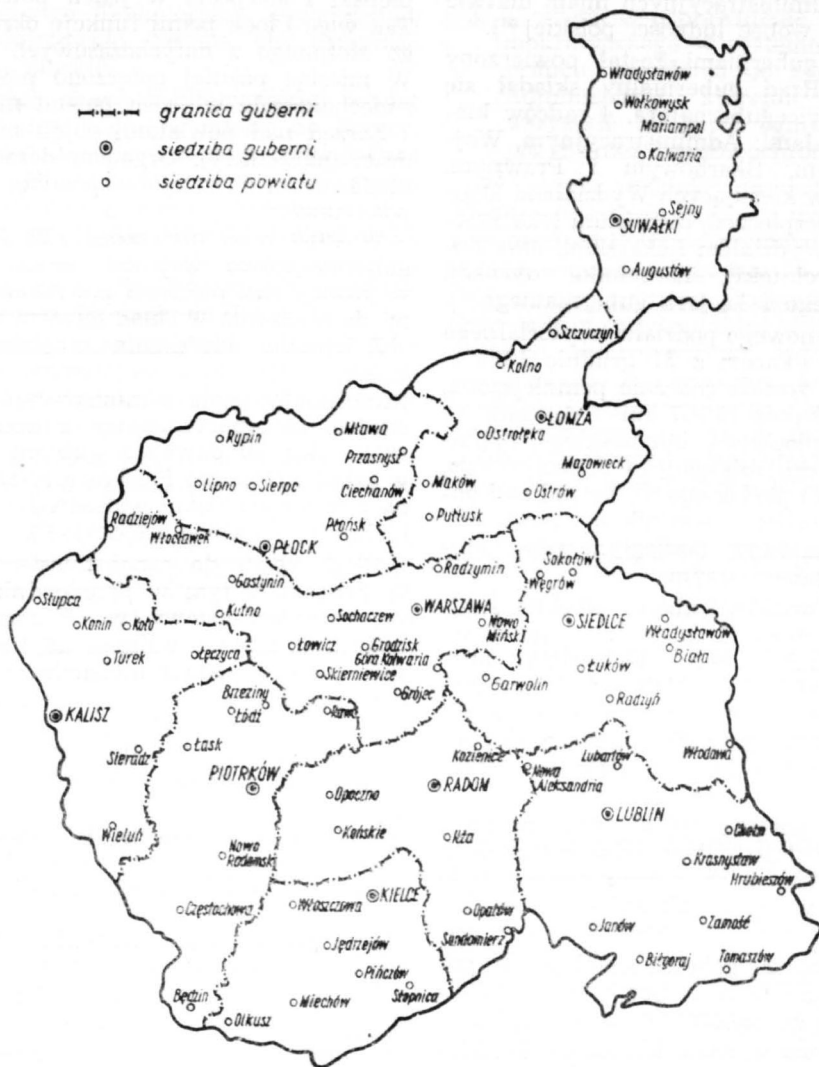 granica guberni
siedziba guberni
siedziba powiatu
Władysławów
Wołkowysk
Mariampol
Kalwaria
Sejny
SUWAŁKI
Augustów
Szczuczyn
Kolno
ŁOMŻA
Ostrołęka
Mazowieck
Maków
Ostrów
Pułtusk
Rypin
Mława
Przasnysz
Lipno
Sierpc
Ciechanów
Radziejów
Włocławek
Płońsk
PŁOCK
Gostynin
Radzymin
Sokołów
Węgrów
Słupca
Konin
Koło
Kutno
Sochaczew
WARSZAWA
Nowo
Mińsk
SIEDLCE
Władysławów
Biała
Turek
Łęczyca
Łowicz
Grodzisk
Góra Kalwaria
Skierniewice
Grójec
Garwolin
Łuków
Radzyń
KALISZ
Brzeziny
Łódź
Rawa
Sieradz
Łask
Kozienice
Lubartów
Włodawa
PIOTRKÓW
Opoczno
RADOM
Nowa
Aleksandria
LUBLIN
Wieluń
Końskie
Iłża
Chełm
Nowo
Radomsk
Krasnystaw
Hrubieszów
Częstochowa
Włoszczowa
KIELCE
Opatów
Sandomierz
Janów
Zamość
Jędrzejów
Pińczów
Stopnica
Biłgoraj
Tomaszów
Będzin
Olkusz
Miechów